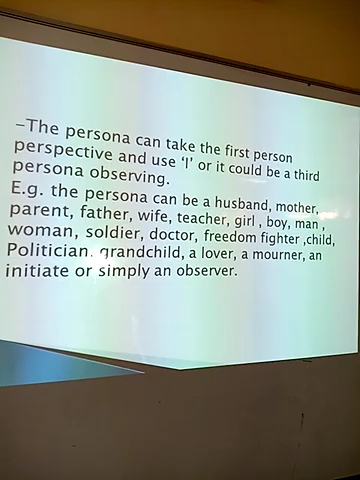 –The persona can take the first person
perspective and use ‘I’ or it could be a third
persona observing.
E.g. the persona can be a husband, mother,
parent, father, wife, teacher, girl , boy, man ,
woman, soldier, doctor, freedom fighter ,child,
Politician. grandchild, a lover, a mourner, an
initiate or simply an observer.